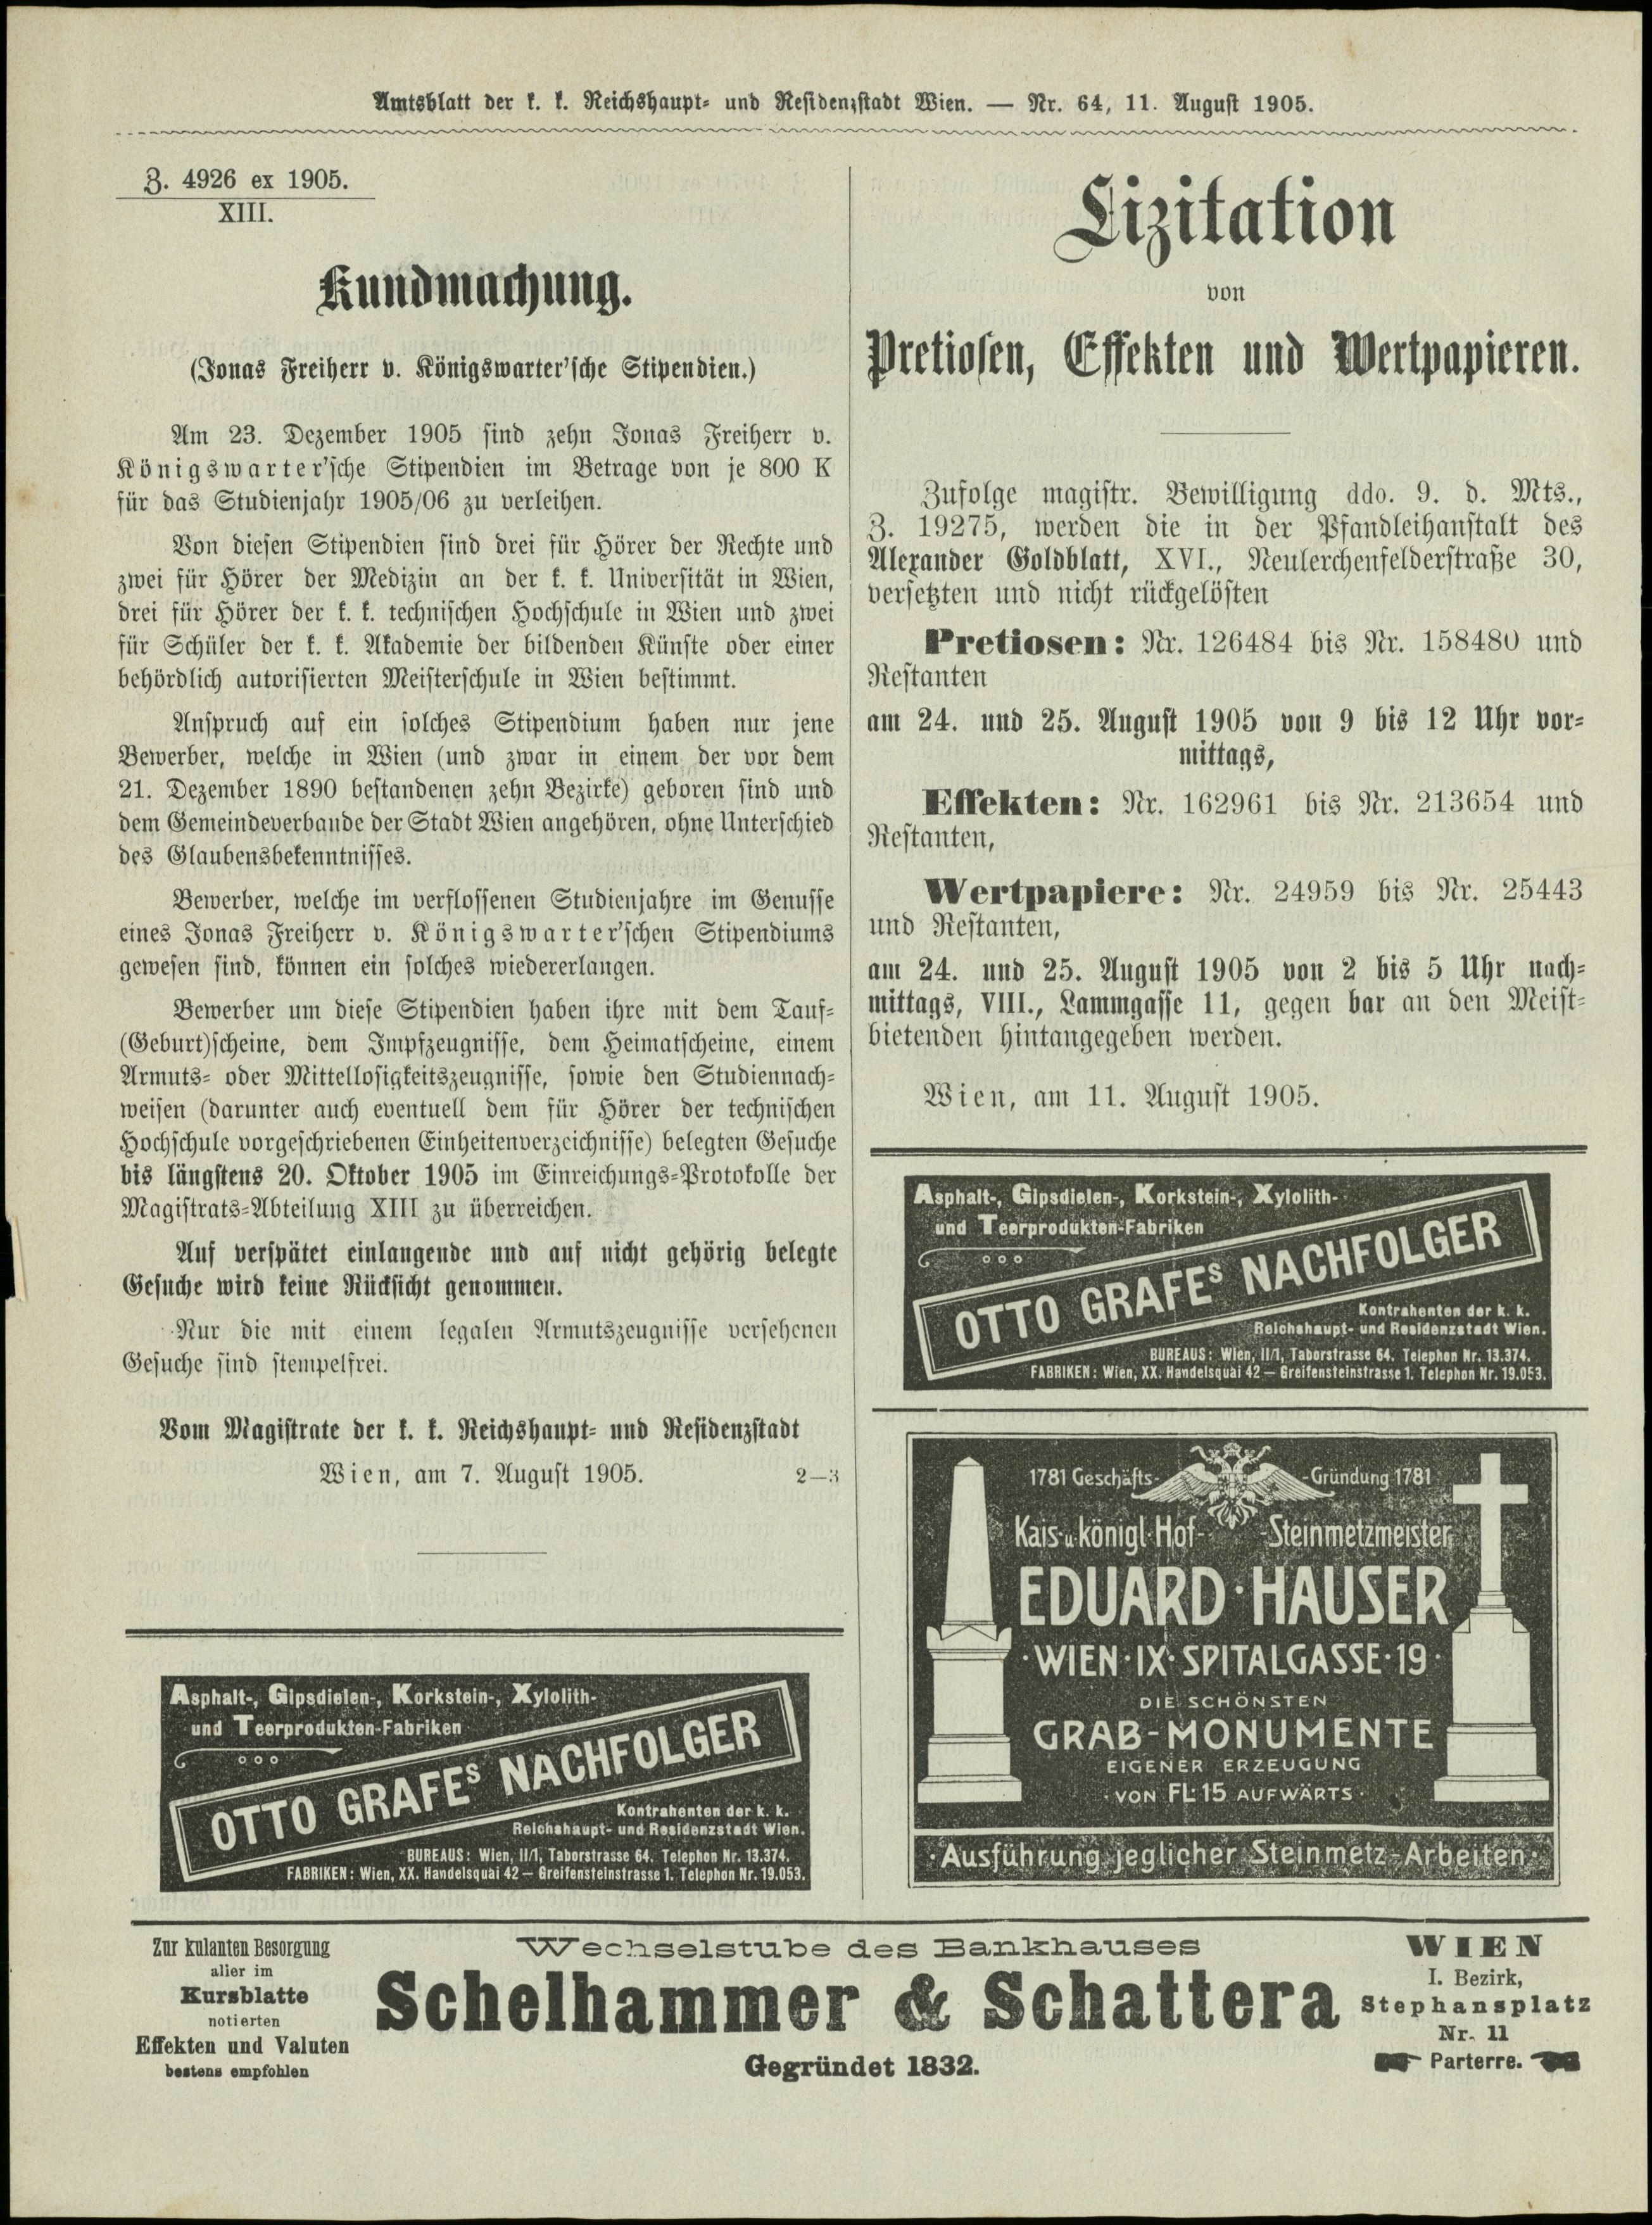 Amtsblatt der k. k. Reichshaupt- und Residenzstadt Wien. — Nr. 64, 11. August 1905.
Z. 4926 ex 1905.
XIII.
Kundmachung.
(Jonas Freiherr v. Königswarter'sche Stipendien.)
Am 23. Dezember 1905 sind zehn Jonas Freiherr v.
Königswarter'sche Stipendien im Betrage von je 800 K
für das Studienjahr 1905/06 zu verleihen.
Von diesen Stipendien sind drei für Hörer der Rechte und
zwei für Hörer der Medizin an der k. k. Universität in Wien,
drei für Hörer der k. k. technischen Hochschule in Wien und zwei
für Schüler der k. k. Akademie der bildenden Künste oder einer
behördlich autorisierten Meisterschule in Wien bestimmt.
Anspruch auf ein solches Stipendium haben nur jene
Bewerber, welche in Wien (und zwar in einem der vor dem
21. Dezember 1890 bestandenen zehn Bezirke) geboren sind und
dem Gemeindeverbande der Stadt Wien angehören, ohne Unterschied
des Glaubensbekenntnisses.
Bewerber, welche im verflossenen Studienjahre im Genusse
eines Jonas Freiherr v. Königswarter'schen Stipendiums
gewesen sind, können ein solches wiedererlangen.
Bewerber um diese Stipendien haben ihre mit dem Tauf-
(Geburt)scheine, dem Impfzeugnisse, dem Heimatscheine, einem
Armuts- oder Mittellosigkeitszeugnisse, sowie den Studiennach-
weisen (darunter auch eventuell dem für Hörer der technischen
Hochschule vorgeschriebenen Einheitenverzeichnisse) belegten Gesuche
bis längstens 20. Oktober 1905 im Einreichungs-Protokolle der
Magistrats-Abteilung XIII zu überreichen.
Auf verspätet einlangende und auf nicht gehörig belegte
Gesuche wird keine Rücksicht genommen.
Nur die mit einem legalen Armutszeugnisse versehenen
Gesuche sind stempelfrei.
Vom Magistrate der k. k. Reichshaupt- und Residenzstadt
Wien, am 7. August 1905. 2—3
Asphalt-, Gipsdielen-, Korkstein-, Xylolith-
und Teerprodukten-Fabriken
OTTO GRAFES NACHFOLGER
Kontrahenten der k. k.
Reichshaupt- und Residenzstadt Wien.
BUREAUS: Wien, II/1, Taborstrasse 64. Telephon Nr. 13.374.
FABRIKEN: Wien, XX. Handelsquai 42 — Greifensteinstrasse 1. Telephon Nr. 19.053.
Lizitation
von
Pretiosen, Effekten und Wertpapieren.
Zufolge magistr. Bewilligung ddo. 9. d. Mts.,
Z. 19275, werden die in der Pfandleihanstalt des
Alexander Goldblatt, XVI., Neulerchenfelderstraße 30,
versetzten und nicht rückgelösten
Pretiosen: Nr. 126484 bis Nr. 158480 und
Restanten
am 24. und 25. August 1905 von 9 bis 12 Uhr vor-
mittags,
Effekten: Nr. 162961 bis Nr. 213654 und
Restanten,
Wertpapiere: Nr. 24959 bis Nr. 25443
und Restanten,
am 24. und 25. August 1905 von 2 bis 5 Uhr nach-
mittags, VIII., Lammgasse 11, gegen bar an den Meist-
bietenden hintangegeben werden.
Wien, am 11. August 1905.
Asphalt-, Gipsdielen-, Korkstein-, Xylolith-
und Teerprodukten-Fabriken
OTTO GRAFES NACHFOLGER
Kontrahenten der k. k.
Reichshaupt- und Residenzstadt Wien.
BUREAUS: Wien, II/1, Taborstrasse 64. Telephon Nr. 13.374.
FABRIKEN: Wien, XX. Handelsquai 42 — Greifensteinstrasse 1. Telephon Nr. 19.053.
1781 Geschäfts- -Gründung 1781
Kais. u. königl. Hof- -Steinmetzmeister
EDUARD · HAUSER
· WIEN · IX · SPITALGASSE · 19 ·
DIE SCHÖNSTEN
GRAB-MONUMENTE
EIGENER ERZEUGUNG
· VON FL 15 AUFWÄRTS ·
· Ausführung jeglicher Steinmetz-Arbeiten ·
Zur kulanten Besorgung
aller im
Kursblatte
notierten
Effekten und Valuten
bestens empfohlen
Wechselstube des Bankhauses
Schelhammer & Schattera
Gegründet 1832.
WIEN
I. Bezirk,
Stephansplatz
Nr. 11
Parterre.